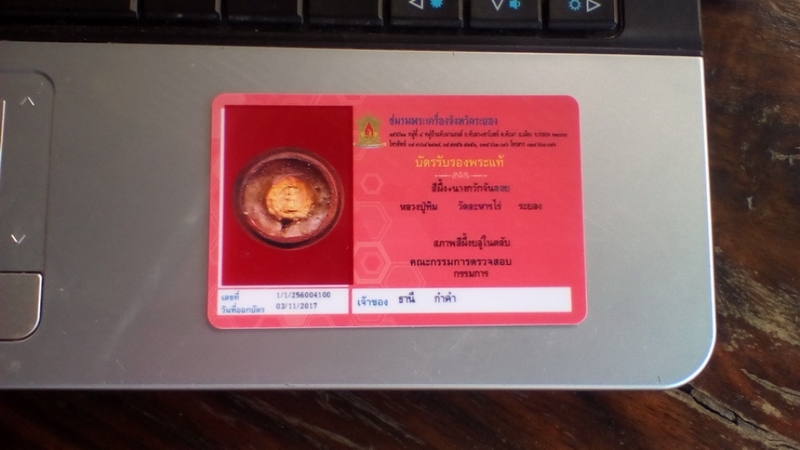 ชมรมพระเครื่องจังหวัดระยอง
บัตรรับรองพระแท้
สีผึ้ง+นางกวักจันลอย
หลวงปู่ทิม วัดละหารไร่ ระยอง
สภาพสีผึ้งบลูในตลับ
คณะกรรมการตรวจสอบ
กรรมการ
เลขที่ 1/1/256004100
วันที่ออกบัตร 03/11/2017
เจ้าของ ธานี กำคำ